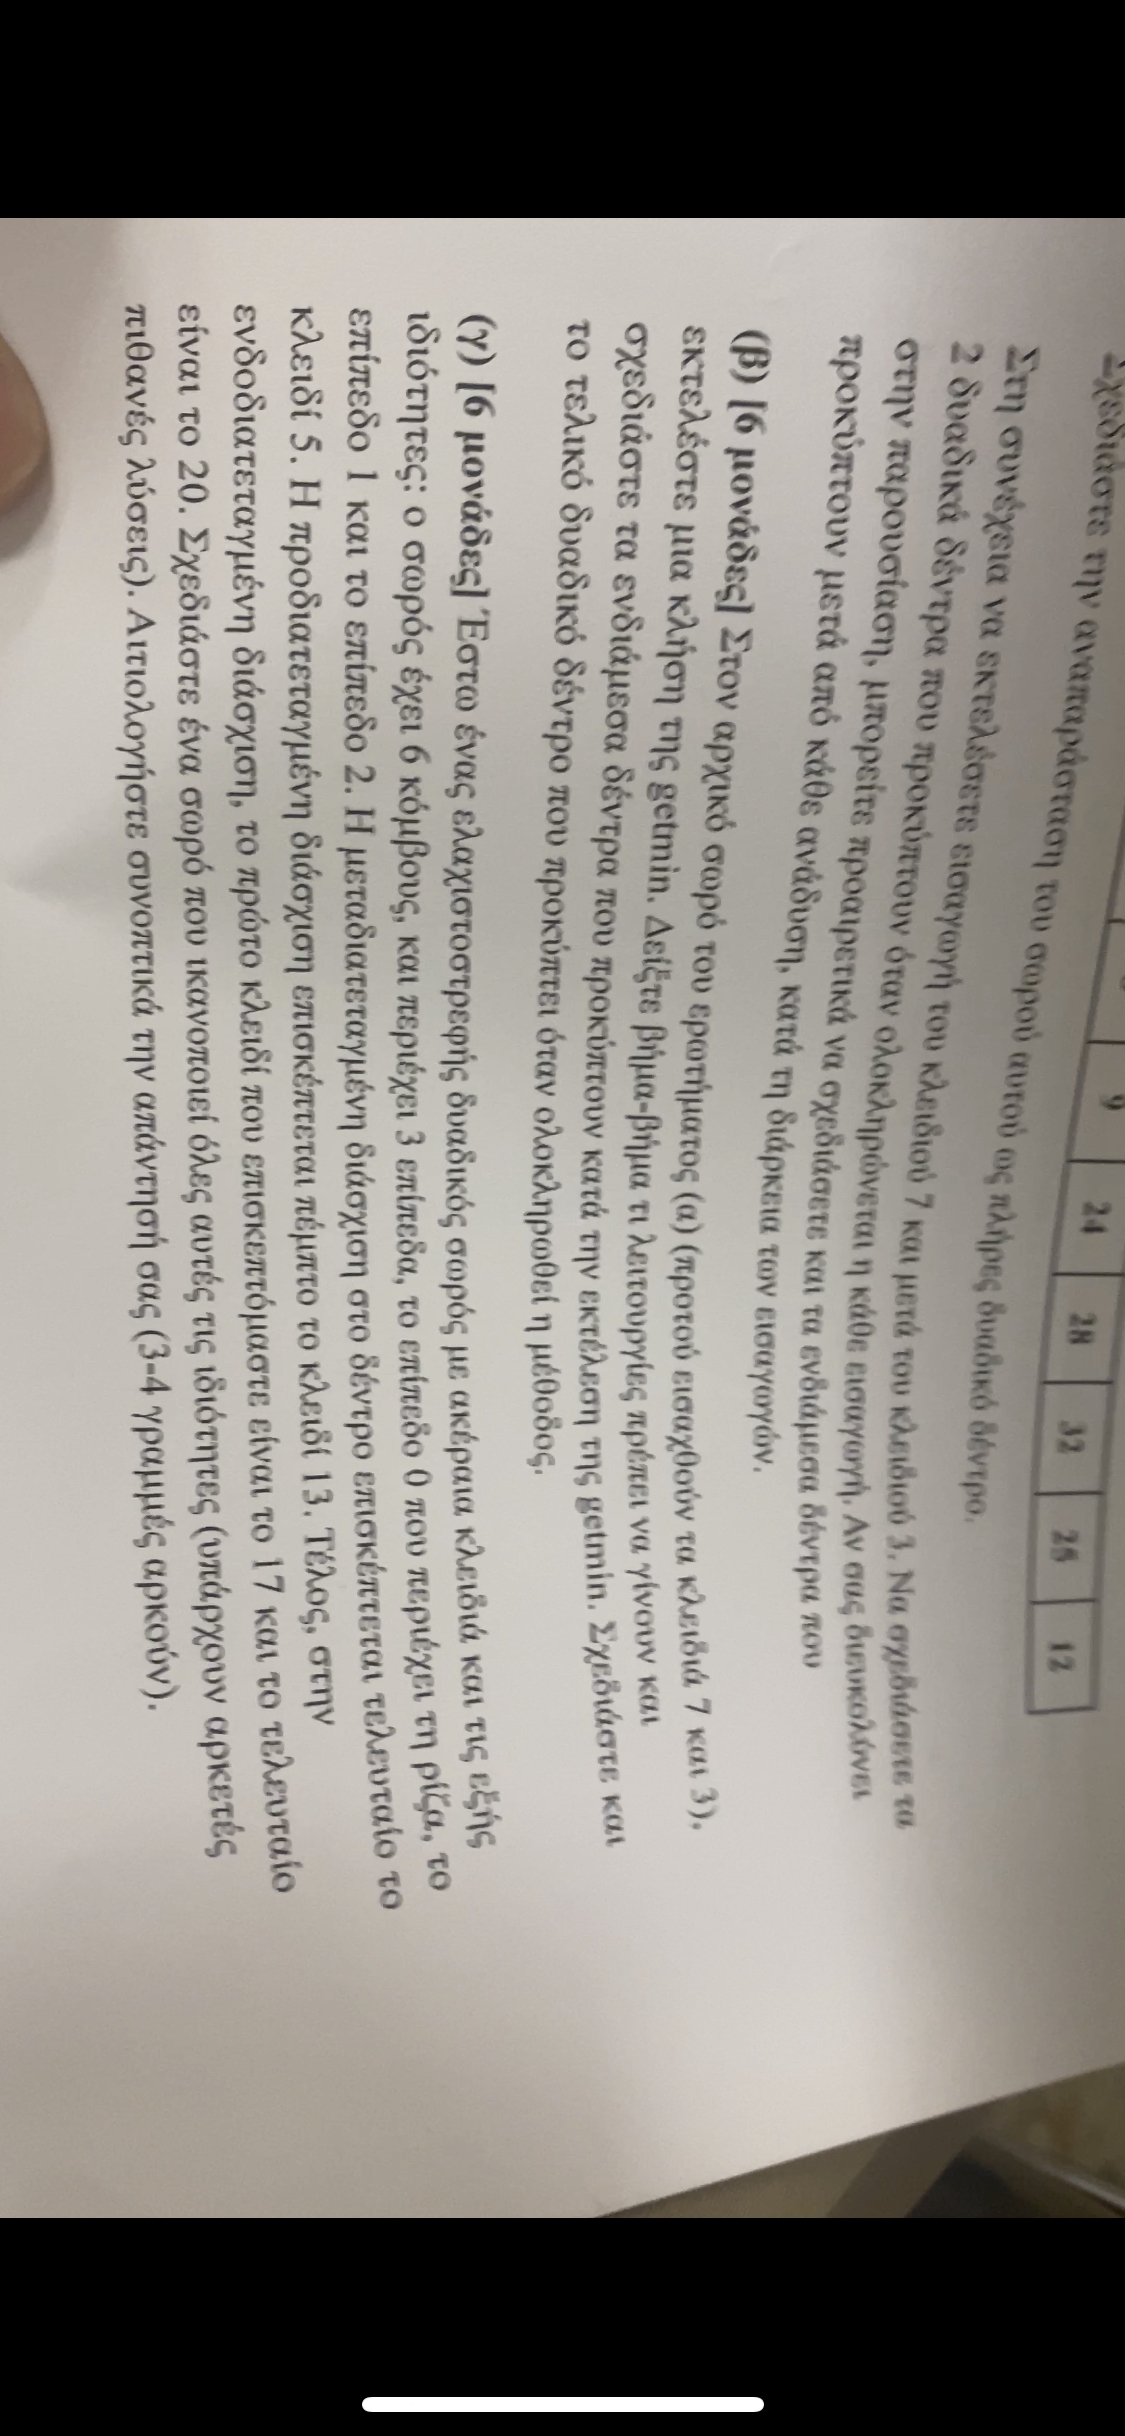 Σχεδιάστε την αναπαράσταση του σωρού αυτού ως πλήρες δυαδικό δέντρο.
9 24 28 32 26 12
Στη συνέχεια να εκτελέσετε εισαγωγή του κλειδιού 7 και μετά του κλειδιού 3. Να σχεδιάσετε τα
2 δυαδικά δέντρα που προκύπτουν όταν ολοκληρώνεται η κάθε εισαγωγή. Αν σας διευκολύνει
στην παρουσίαση, μπορείτε προαιρετικά να σχεδιάσετε και τα ενδιάμεσα δέντρα που
προκύπτουν μετά από κάθε ανάδυση, κατά τη διάρκεια των εισαγωγών.
(β) [6 μονάδες] Στον αρχικό σωρό του ερωτήματος (α) (προτού εισαχθούν τα κλειδιά 7 και 3),
εκτελέστε μια κλήση της getmin. Δείξτε βήμα-βήμα τι λειτουργίες πρέπει να γίνουν και
σχεδιάστε τα ενδιάμεσα δέντρα που προκύπτουν κατά την εκτέλεση της getmin. Σχεδιάστε και
το τελικό δυαδικό δέντρο που προκύπτει όταν ολοκληρωθεί η μέθοδος.
(γ) [6 μονάδες] Έστω ένας ελαχιστοστρεφής δυαδικός σωρός με ακέραια κλειδιά και τις εξής
ιδιότητες: ο σωρός έχει 6 κόμβους, και περιέχει 3 επίπεδα, το επίπεδο 0 που περιέχει τη ρίζα, το
επίπεδο 1 και το επίπεδο 2. Η μεταδιατεταγμένη διάσχιση στο δέντρο επισκέπτεται τελευταίο το
κλειδί 5. Η προδιατεταγμένη διάσχιση επισκέπτεται πέμπτο το κλειδί 13. Τέλος, στην
ενδοδιατεταγμένη διάσχιση, το πρώτο κλειδί που επισκεπτόμαστε είναι το 17 και το τελευταίο
είναι το 20. Σχεδιάστε ένα σωρό που ικανοποιεί όλες αυτές τις ιδιότητες (υπάρχουν αρκετές
πιθανές λύσεις). Αιτιολογήστε συνοπτικά την απάντησή σας (3-4 γραμμές αρκούν).